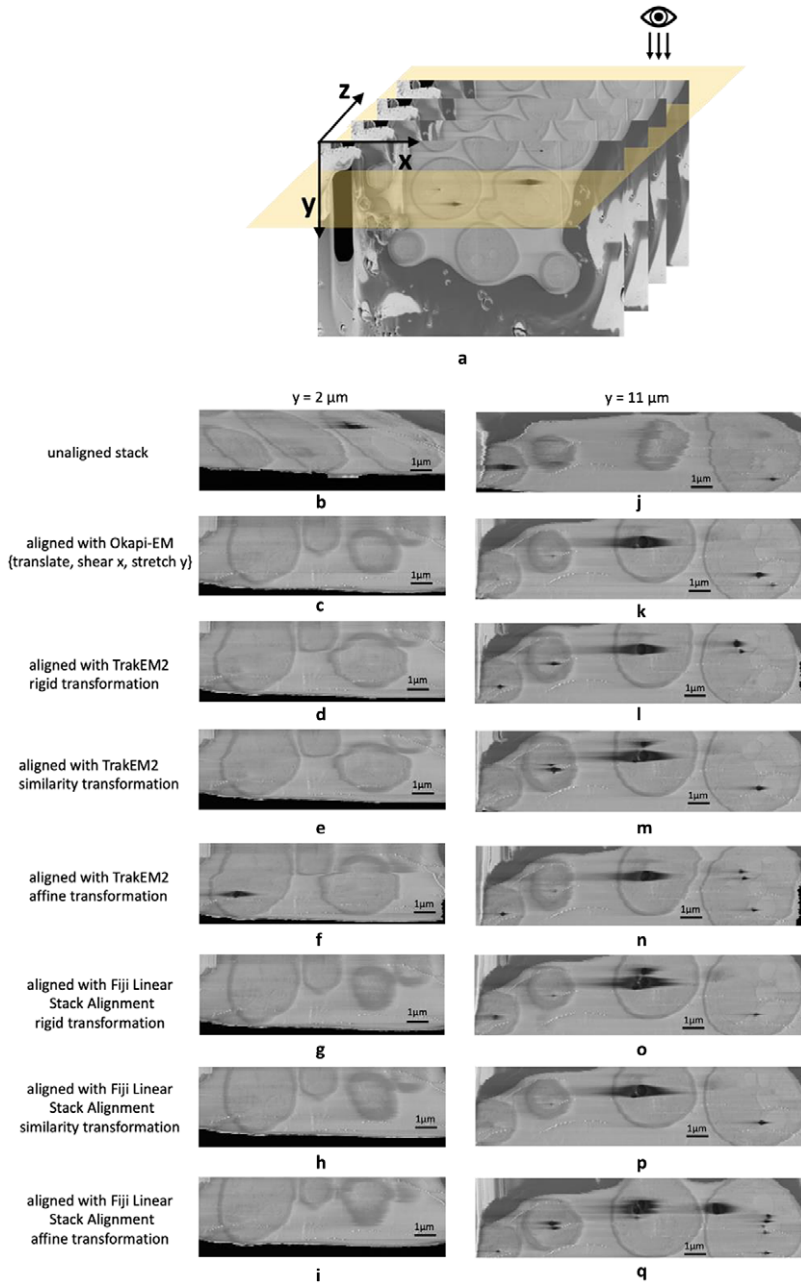 z
x
y
a
y = 2 µm
y = 11 µm
unaligned stack
1µm
1µm
b
j
aligned with Okapi-EM
{translate, shear x, stretch y}
1µm
1µm
c
k
aligned with TrakEM2
rigid transformation
1µm
1µm
d
l
aligned with TrakEM2
similarity transformation
1µm
1µm
e
m
aligned with TrakEM2
affine transformation
1µm
1µm
f
n
aligned with Fiji Linear
Stack Alignment
rigid transformation
1µm
1µm
g
o
aligned with Fiji Linear
Stack Alignment
similarity transformation
1µm
1µm
h
p
aligned with Fiji Linear
Stack Alignment
affine transformation
1µm
1µm
i
q